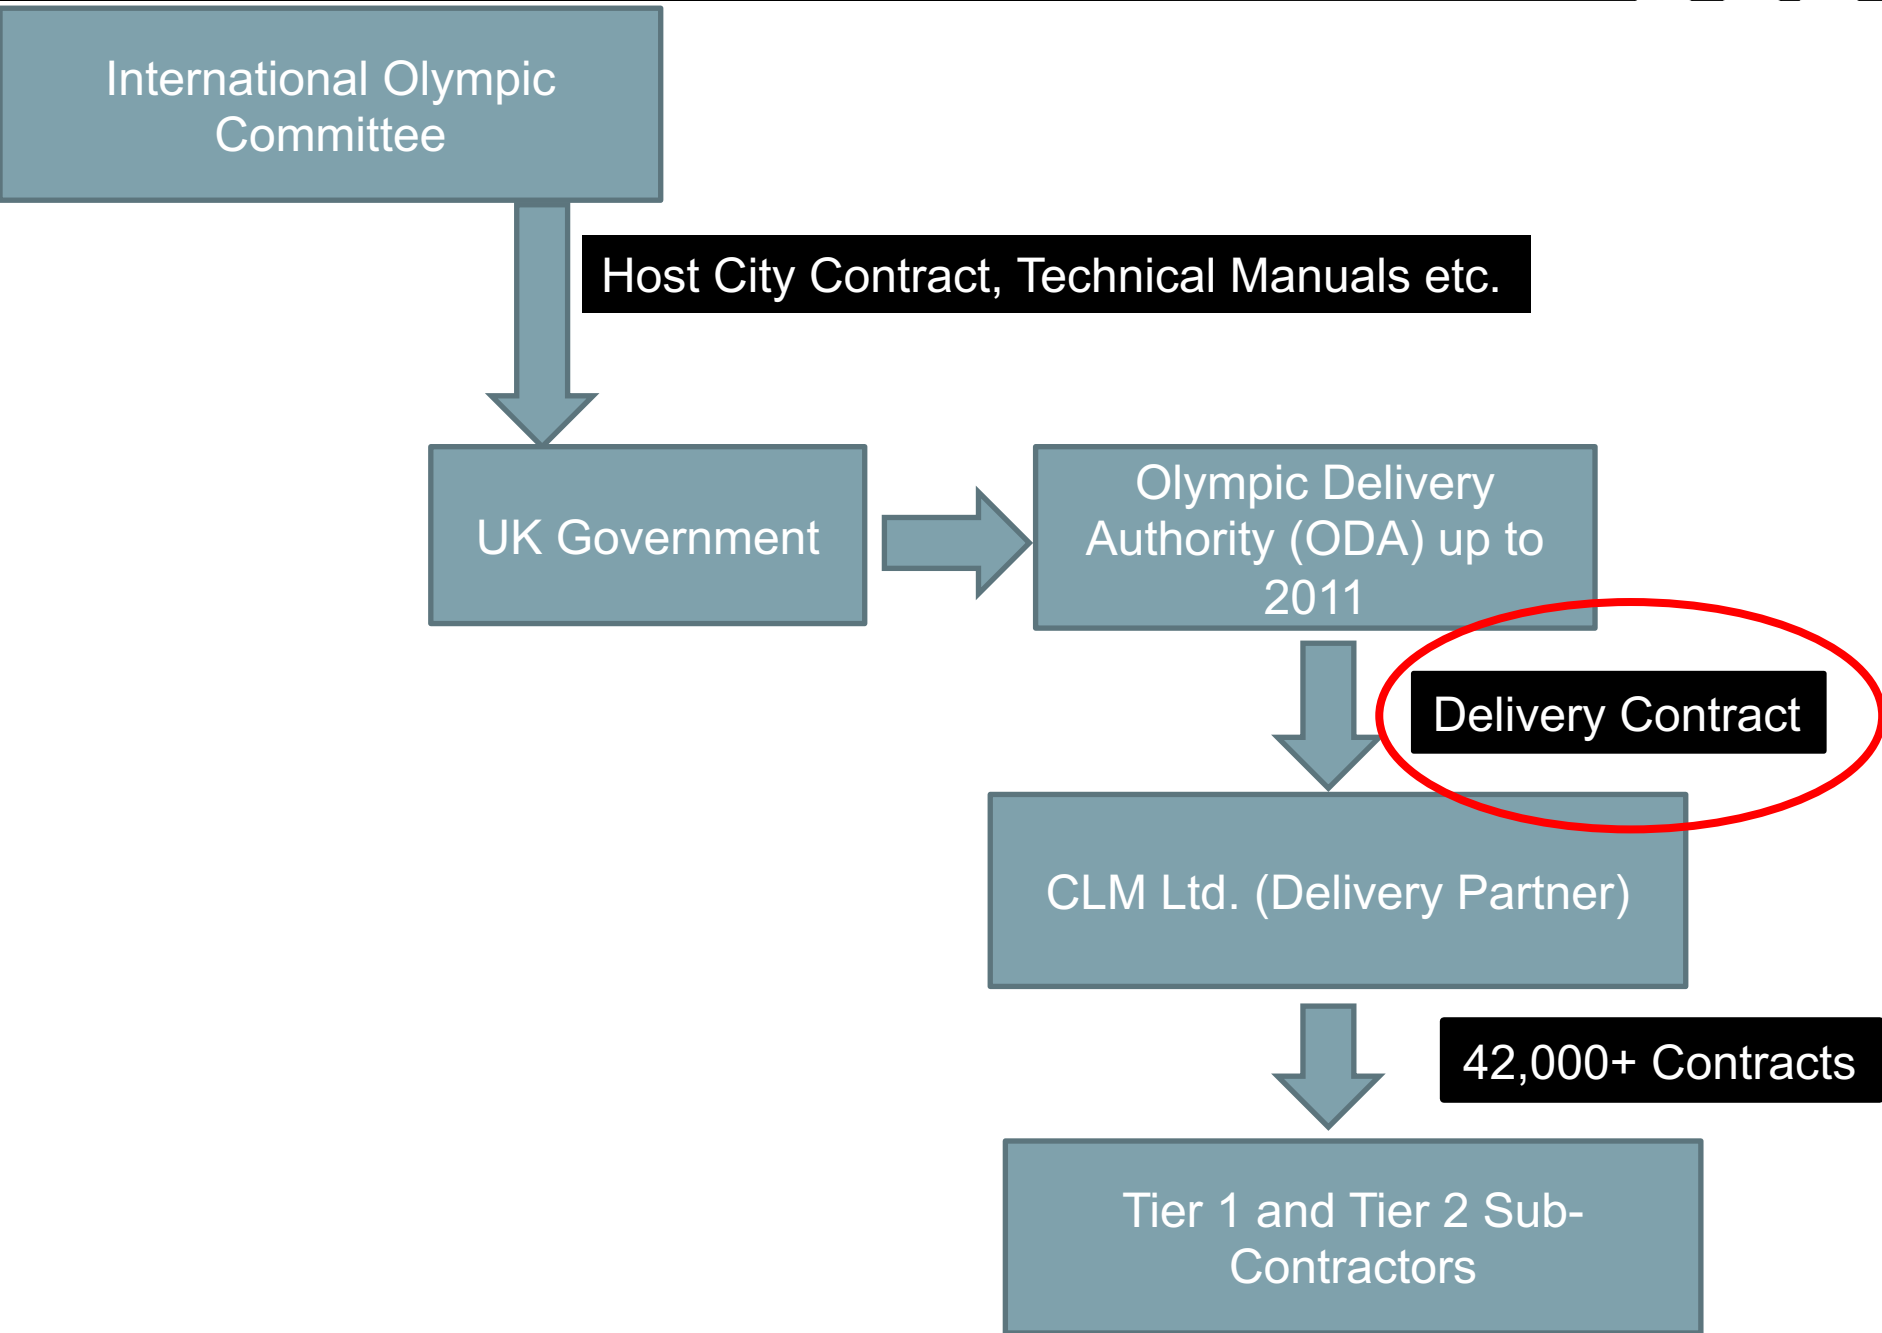 International Olympic
Committee
Host City Contract, Technical Manuals etc.
UK Government
Olympic Delivery
Authority (ODA) up to
2011
Delivery Contract
CLM Ltd. (Delivery Partner)
42,000+ Contracts
Tier 1 and Tier 2 Sub-
Contractors